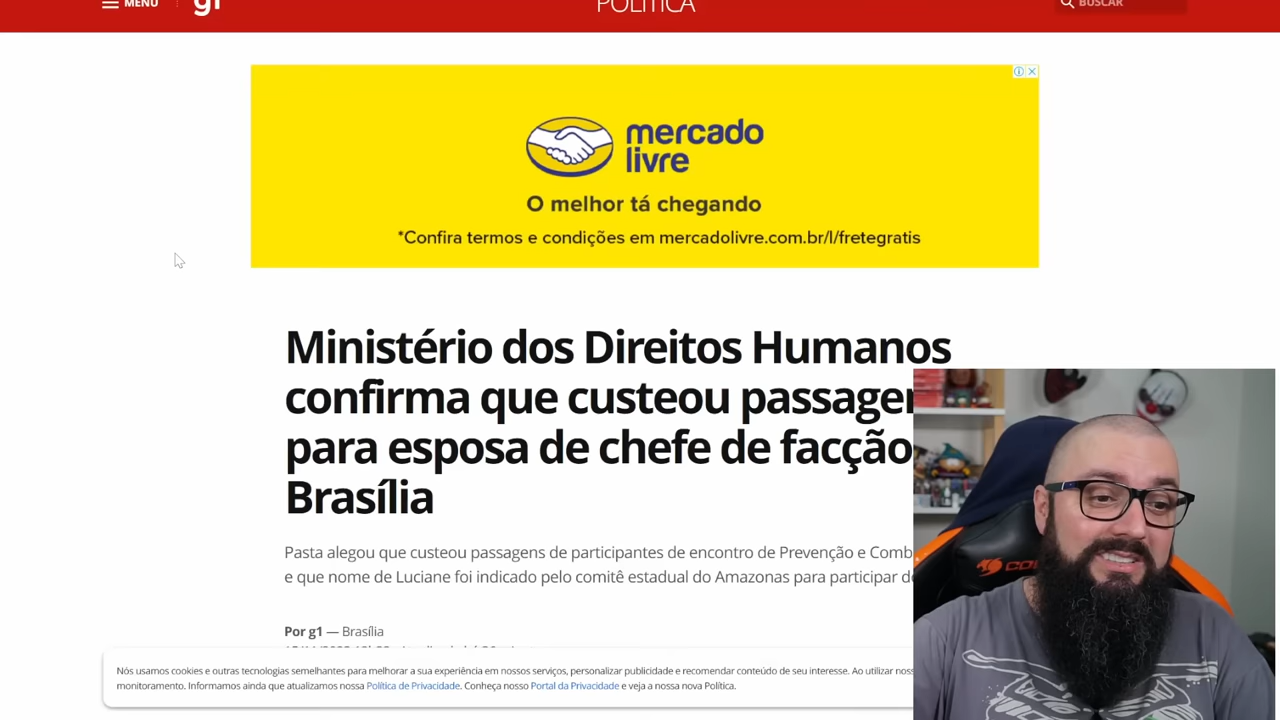 MENU
g1
POLÍTICA
BUSCAR
mercado
livre
O melhor tá chegando
*Confira termos e condições em mercadolivre.com.br/l/fretegratis
Ministério dos Direitos Humanos
confirma que custeou
para esposa de chefe de facção
Brasília
Pasta alegou que custeou passagens de participantes de encontro de Prevenção e
e que nome de Luciane foi indicado pelo comitê estadual do Amazonas para participar
Por g1 — Brasília
Nós usamos cookies e outras tecnologias semelhantes para melhorar a sua experiência em nossos serviços, personalizar publicidade e recomendar conteúdo de seu interesse. Ao utilizar
monitoramento. Informamos ainda que atualizamos nossa Política de Privacidade. Conheça nosso Portal da Privacidade e veja a nossa nova Política.